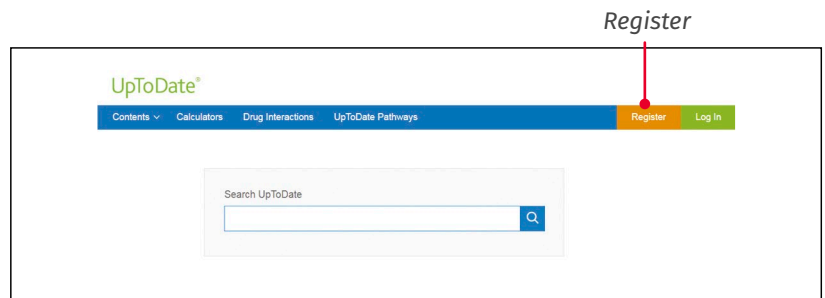 Register
UpToDate®
Contents Calculators Drug Interactions UpToDate Pathways Register Log In
Search UpToDate